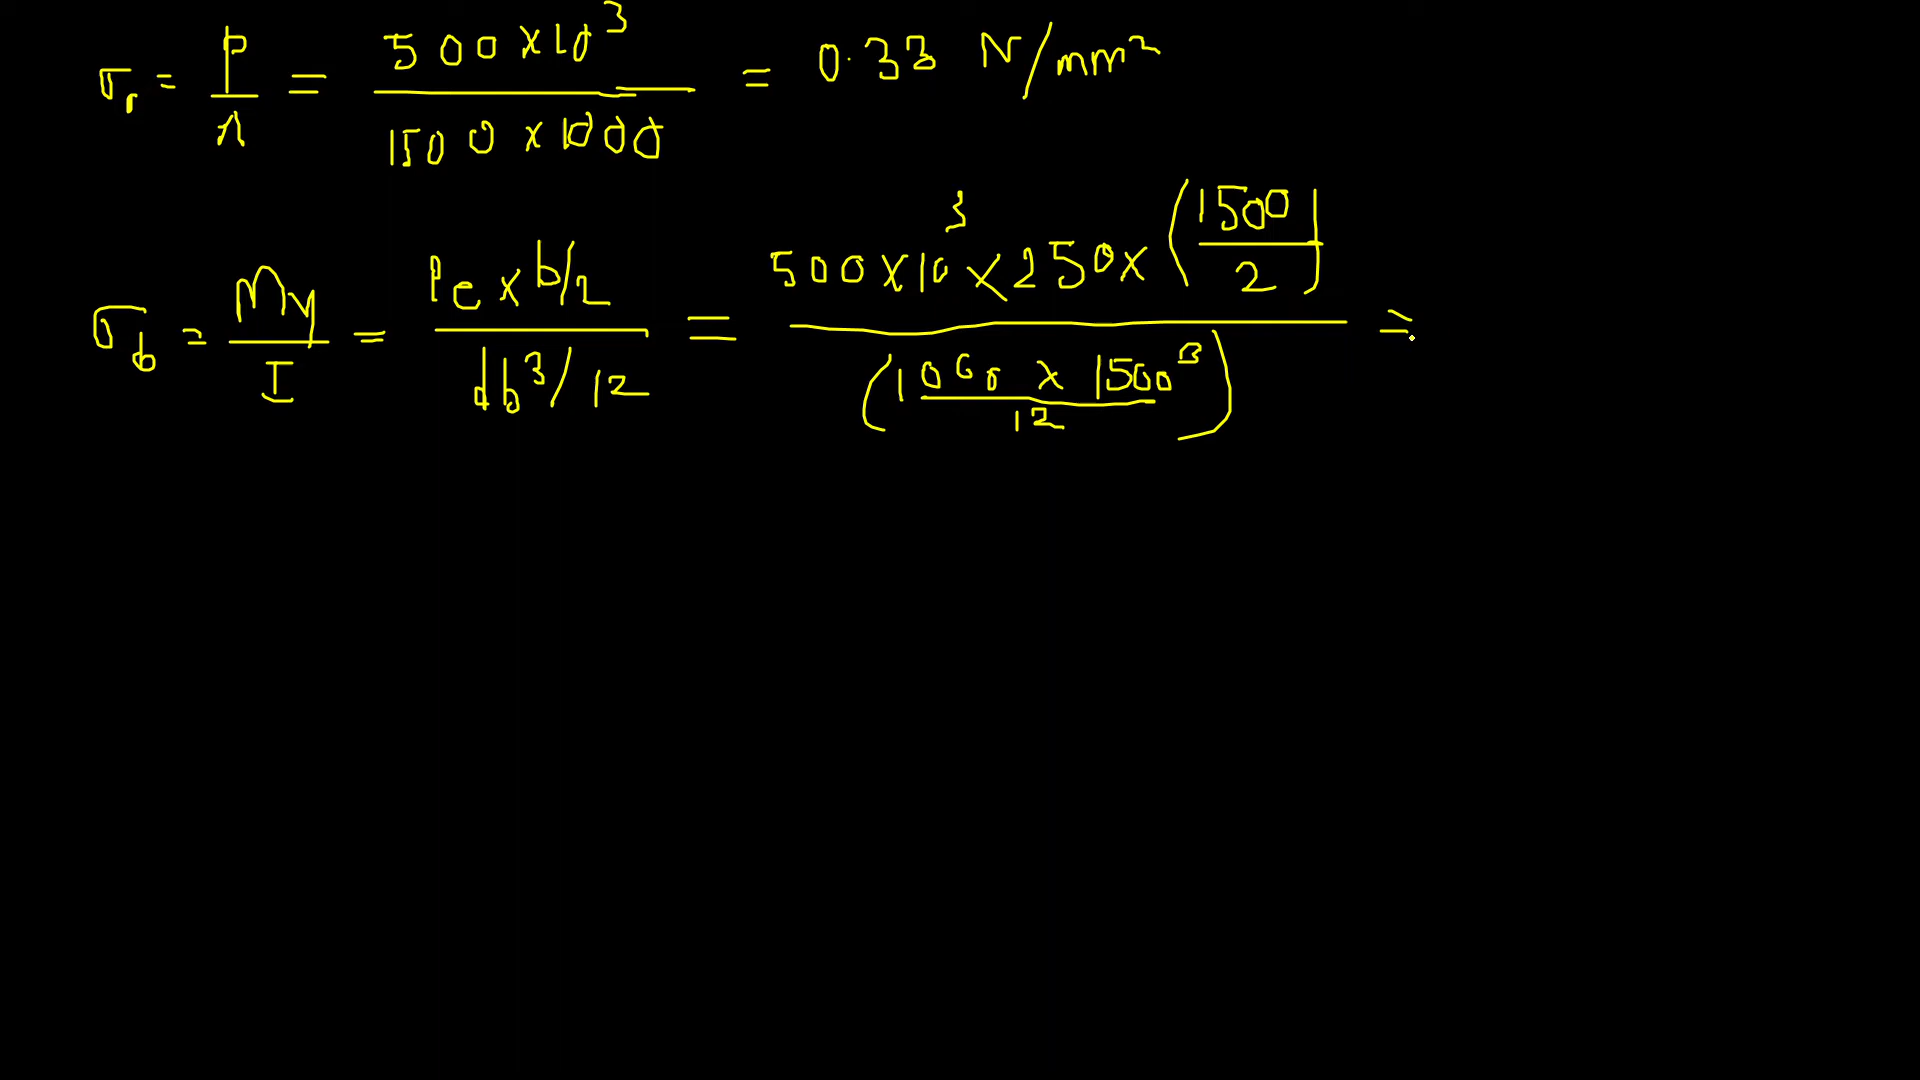 σr = P/A = 500 × 10³ / 1500 × 1000 = 0.33 N/mm²
σb = My/I = Pe × b/2 / db³/12 = 500 × 10³ × 250 × (1500/2) / (1000 × 1500³/12) =